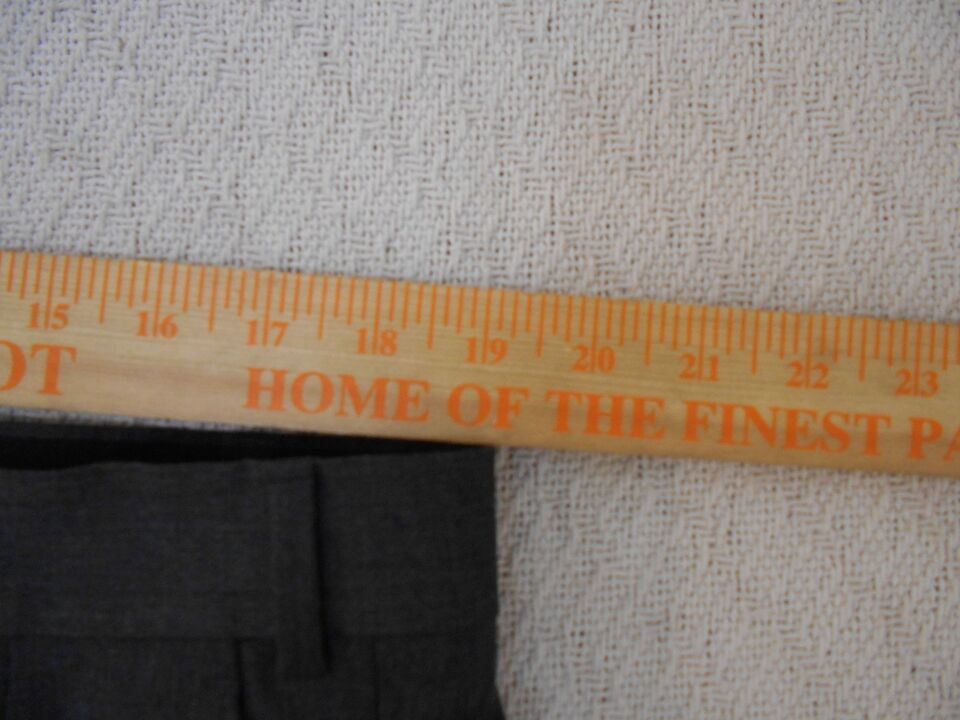 15 16 17 18 19 20 21 22 23
OT HOME OF THE FINEST PA